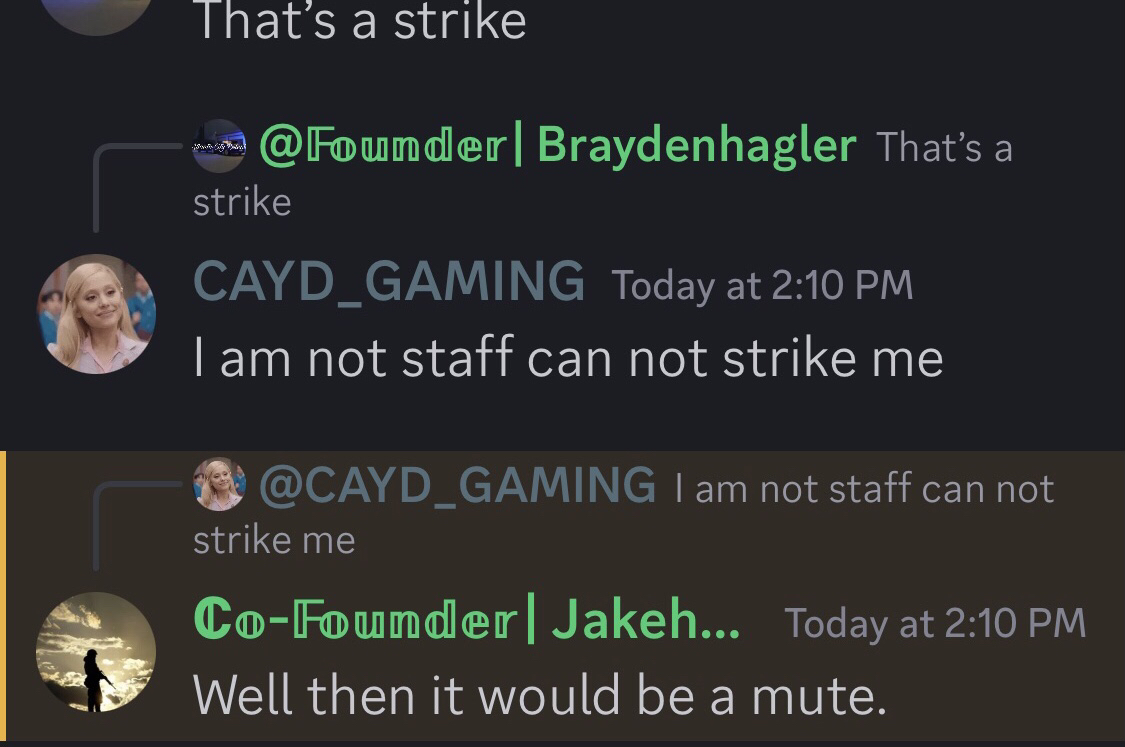 That's a strike
@𝔽𝕠𝕦𝕟𝕕𝕖𝕣| Braydenhagler That's a
strike
CAYD_GAMING Today at 2:10 PM
I am not staff can not strike me
@CAYD_GAMING I am not staff can not
strike me
ℂ𝕠-𝔽𝕠𝕦𝕟𝕕𝕖𝕣| Jakeh... Today at 2:10 PM
Well then it would be a mute.